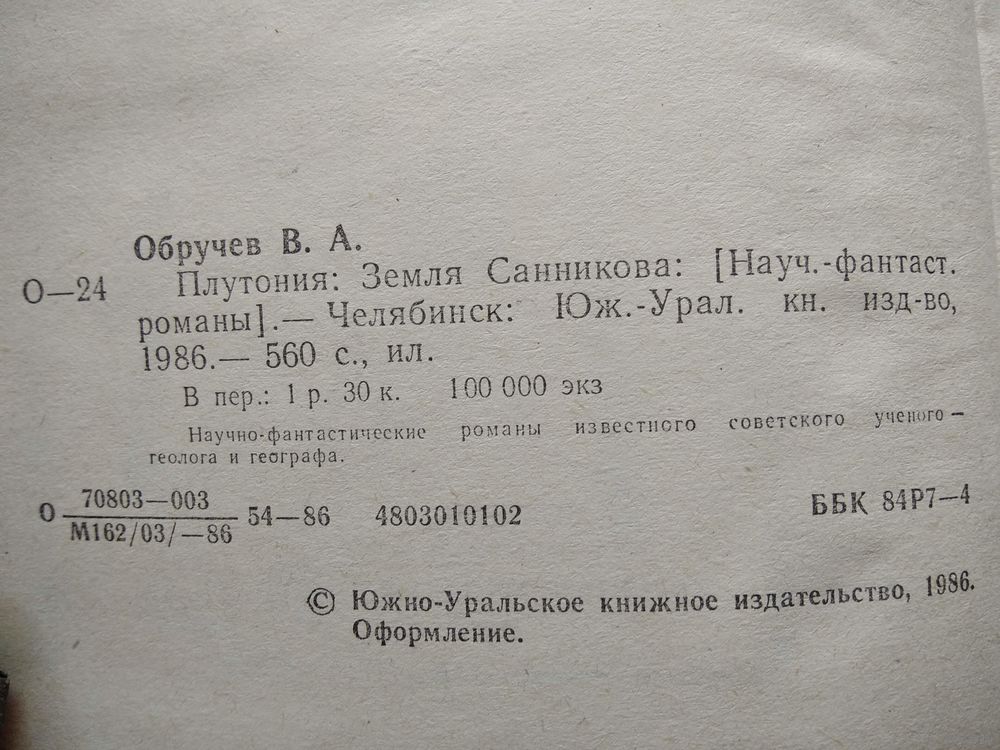 Обручев В. А.
О—24 Плутония: Земля Санникова: [Науч.-фантаст.
романы].— Челябинск: Юж.-Урал. кн. изд-во,
1986.— 560 с., ил.
В пер.: 1 р. 30 к. 100 000 экз
Научно-фантастические романы известного советского ученого—
геолога и географа.
О 70803—003
М162/03/—86 54—86 4803010102 ББК 84Р7—4
© Южно-Уральское книжное издательство, 1986.
Оформление.